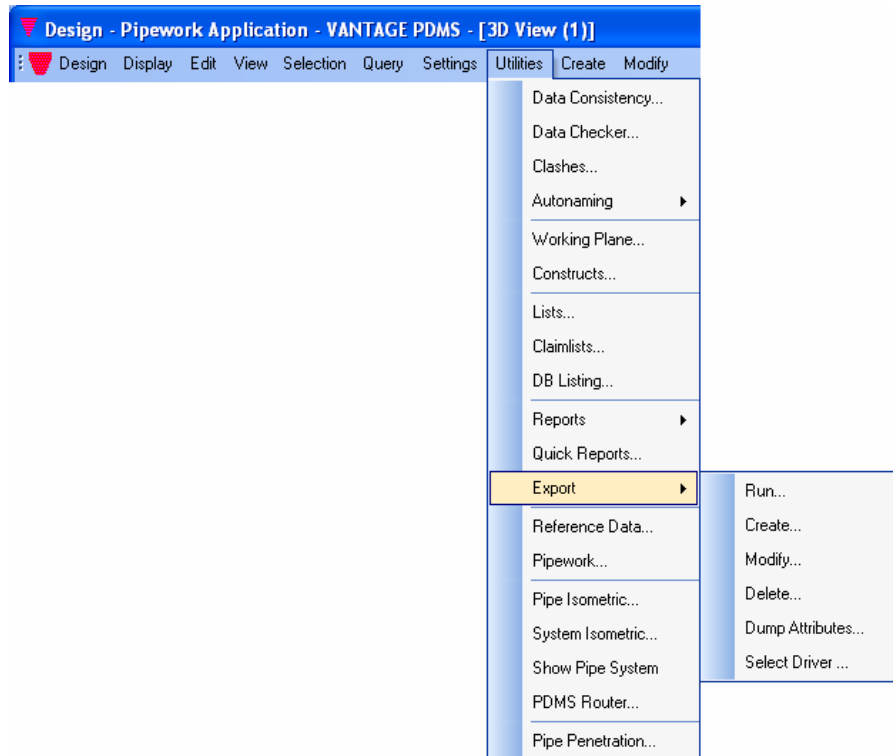 Design - Pipework Application - VANTAGE PDMS - [3D View (1)]
Design Display Edit View Selection Query Settings Utilities Create Modify
Data Consistency...
Data Checker...
Clashes...
Autonaming
Working Plane...
Constructs...
Lists...
Claimlists...
DB Listing...
Reports
Quick Reports...
Export
Run...
Create...
Modify...
Delete...
Dump Attributes...
Select Driver ...
Reference Data...
Pipework...
Pipe Isometric...
System Isometric...
Show Pipe System
PDMS Router...
Pipe Penetration...